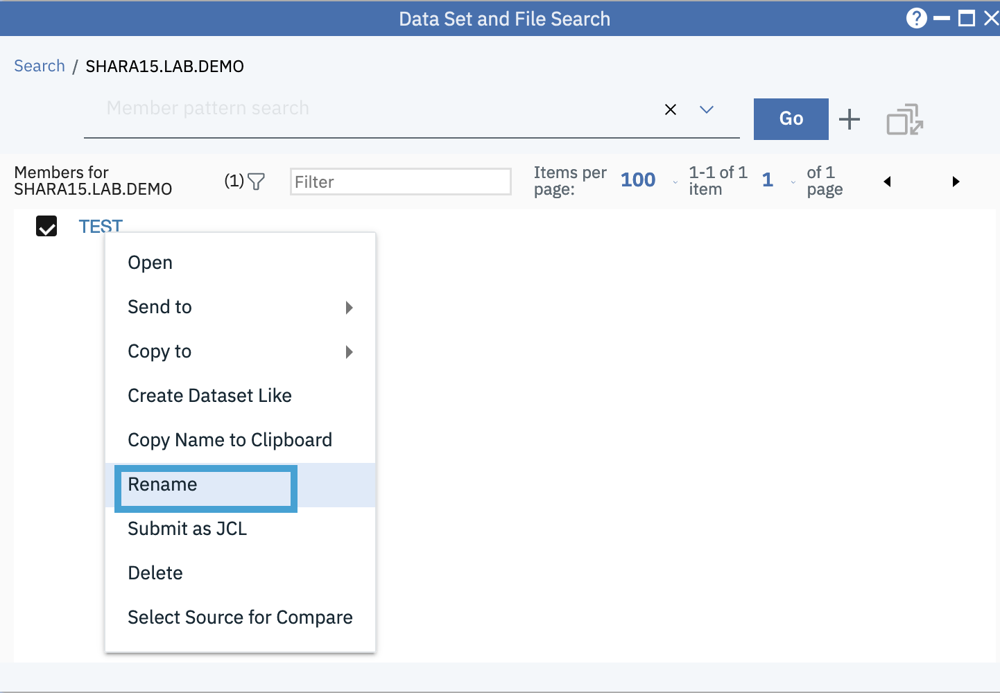 Data Set and File Search
Search / SHARA15.LAB.DEMO
Member pattern search
Go
Members for
SHARA15.LAB.DEMO
(1)
Filter
Items per
page:
100
1-1 of 1
item
1
of 1
page
TEST
Open
Send to
Copy to
Create Dataset Like
Copy Name to Clipboard
Rename
Submit as JCL
Delete
Select Source for Compare